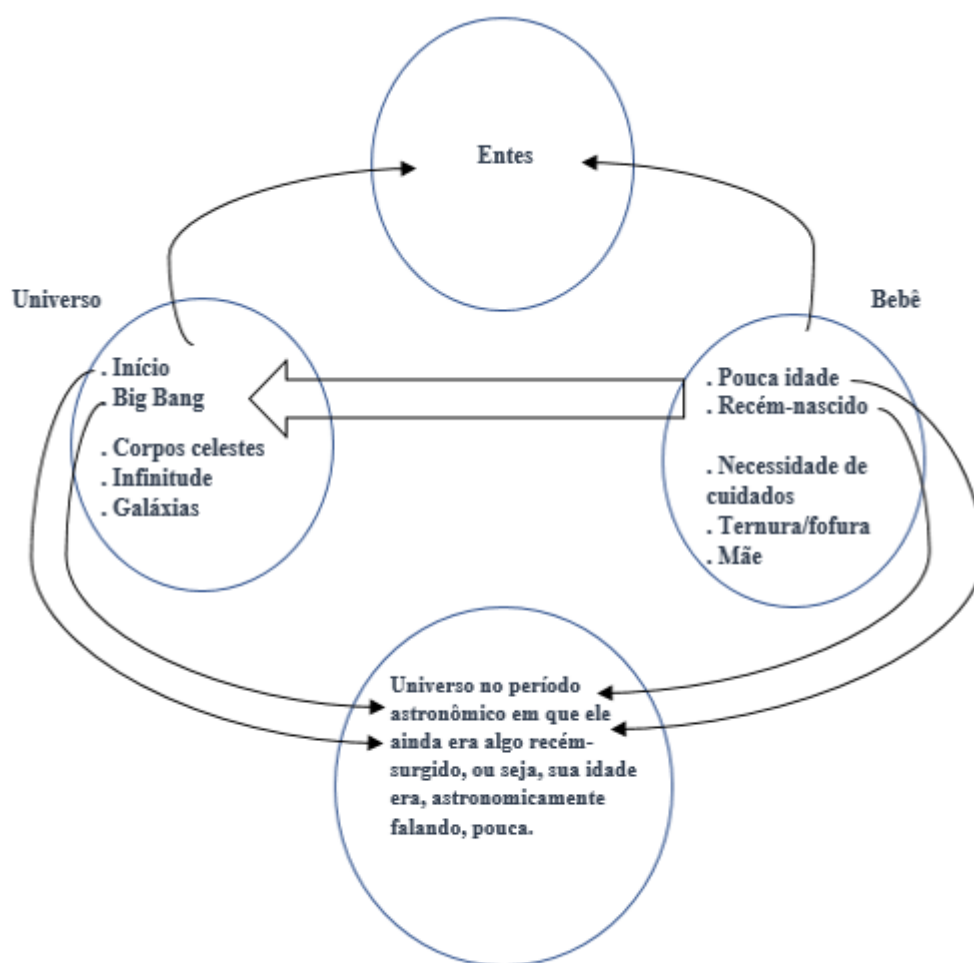 Entes
Universo
Bebê
. Início
. Big Bang
. Corpos celestes
. Infinitude
. Galáxias
. Pouca idade
. Recém-nascido
. Necessidade de
cuidados
. Ternura/fofura
. Mãe
Universo no período
astronômico em que ele
ainda era algo recém-
surgido, ou seja, sua idade
era, astronomicamente
falando, pouca.